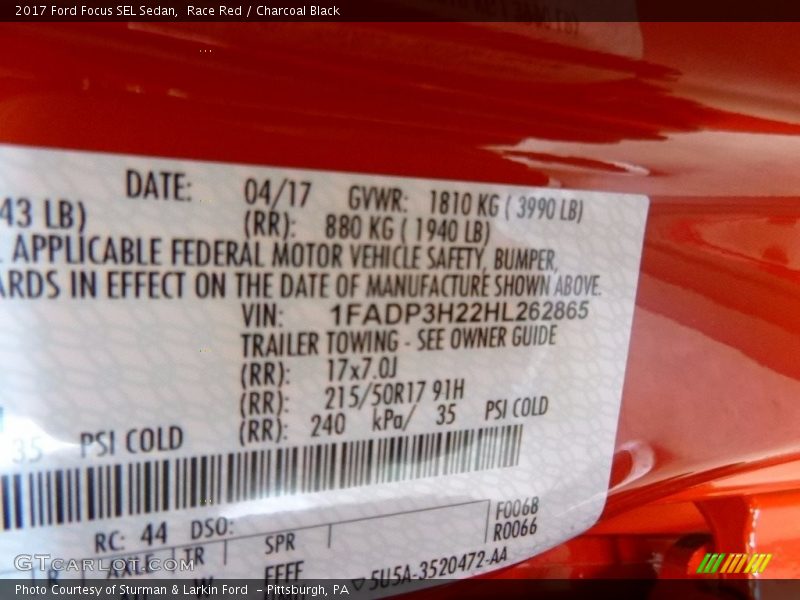 2017 Ford Focus SEL Sedan, Race Red / Charcoal Black
DATE: 04/17 GVWR: 1810 KG ( 3990 LB)
43 LB) (RR): 880 KG ( 1940 LB)
APPLICABLE FEDERAL MOTOR VEHICLE SAFETY, BUMPER,
ARDS IN EFFECT ON THE DATE OF MANUFACTURE SHOWN ABOVE.
VIN: 1FADP3H22HL262865
TRAILER TOWING - SEE OWNER GUIDE
(RR): 17x7.0J
(RR): 215/50R17 91H
35 PSI COLD (RR): 240 kPa/ 35 PSI COLD
F0068
RC: 44 DSO: R0066
AXLE TR SPR
EEFF
5U5A-3520472-AA
GTCarLot.com
Photo Courtesy of Sturman & Larkin Ford - Pittsburgh, PA